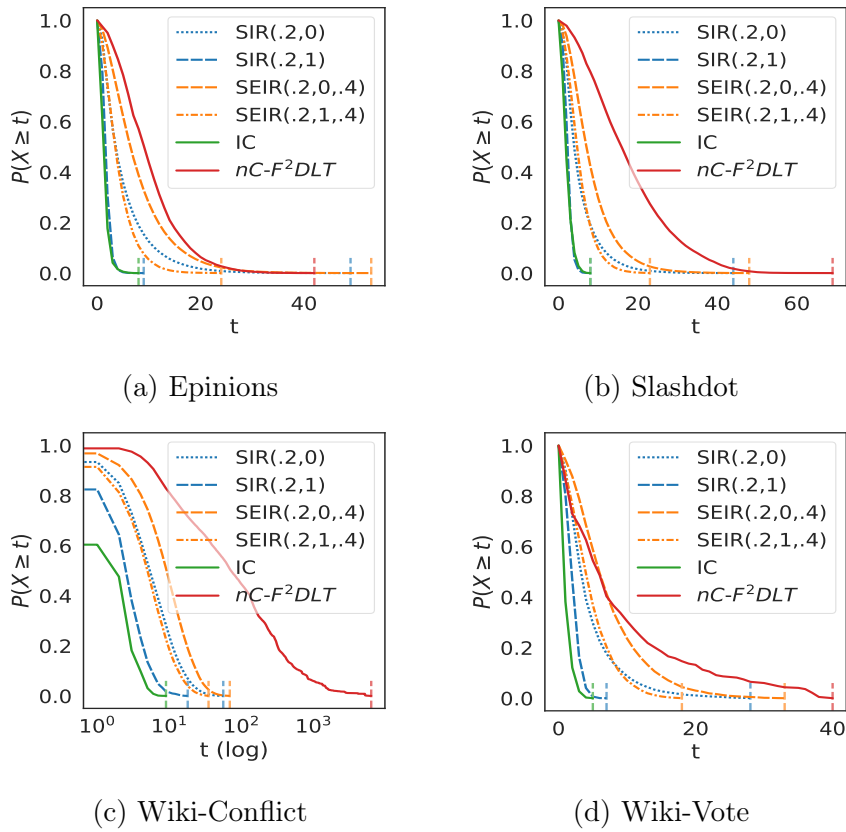 1.0
0.8
0.6
0.4
0.2
0.0
P(X ≥ t)
SIR(.2,0)
SIR(.2,1)
SEIR(.2,0,.4)
SEIR(.2,1,.4)
IC
nC-F²DLT
0 20 40
t
(a) Epinions
1.0
0.8
0.6
0.4
0.2
0.0
P(X ≥ t)
SIR(.2,0)
SIR(.2,1)
SEIR(.2,0,.4)
SEIR(.2,1,.4)
IC
nC-F²DLT
0 20 40 60
t
(b) Slashdot
1.0
0.8
0.6
0.4
0.2
0.0
P(X ≥ t)
SIR(.2,0)
SIR(.2,1)
SEIR(.2,0,.4)
SEIR(.2,1,.4)
IC
nC-F²DLT
10⁰ 10¹ 10² 10³
t (log)
(c) Wiki-Conflict
1.0
0.8
0.6
0.4
0.2
0.0
P(X ≥ t)
SIR(.2,0)
SIR(.2,1)
SEIR(.2,0,.4)
SEIR(.2,1,.4)
IC
nC-F²DLT
0 10 20 30 40
t
(d) Wiki-Vote